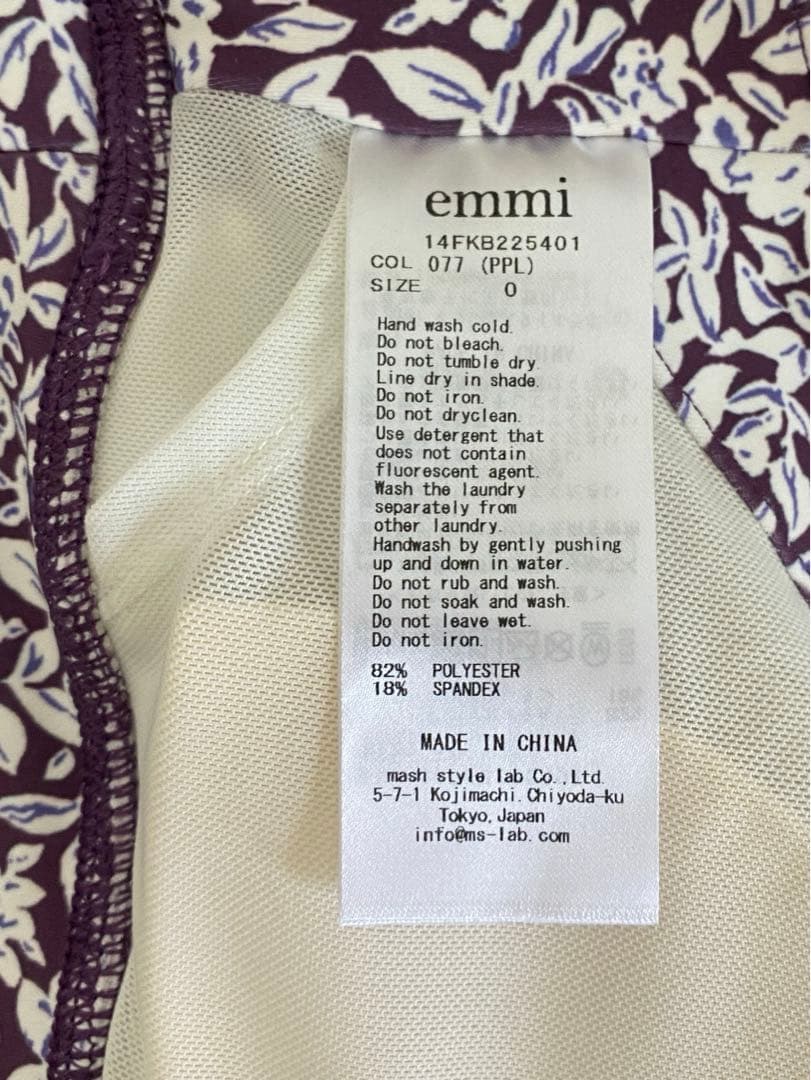 emmi
14FKB225401
COL 077 (PPL)
SIZE 0
Hand wash cold.
Do not bleach.
Do not tumble dry.
Line dry in shade.
Do not iron.
Do not dryclean.
Use detergent that
does not contain
fluorescent agent.
Wash the laundry
separately from
other laundry.
Handwash by gently pushing
up and down in water.
Do not rub and wash.
Do not soak and wash.
Do not leave wet.
Do not iron.
82% POLYESTER
18% SPANDEX
MADE IN CHINA
mash style lab Co.,Ltd.
5-7-1 Kojimachi.Chiyoda-ku
Tokyo,Japan
info@ms-lab.com